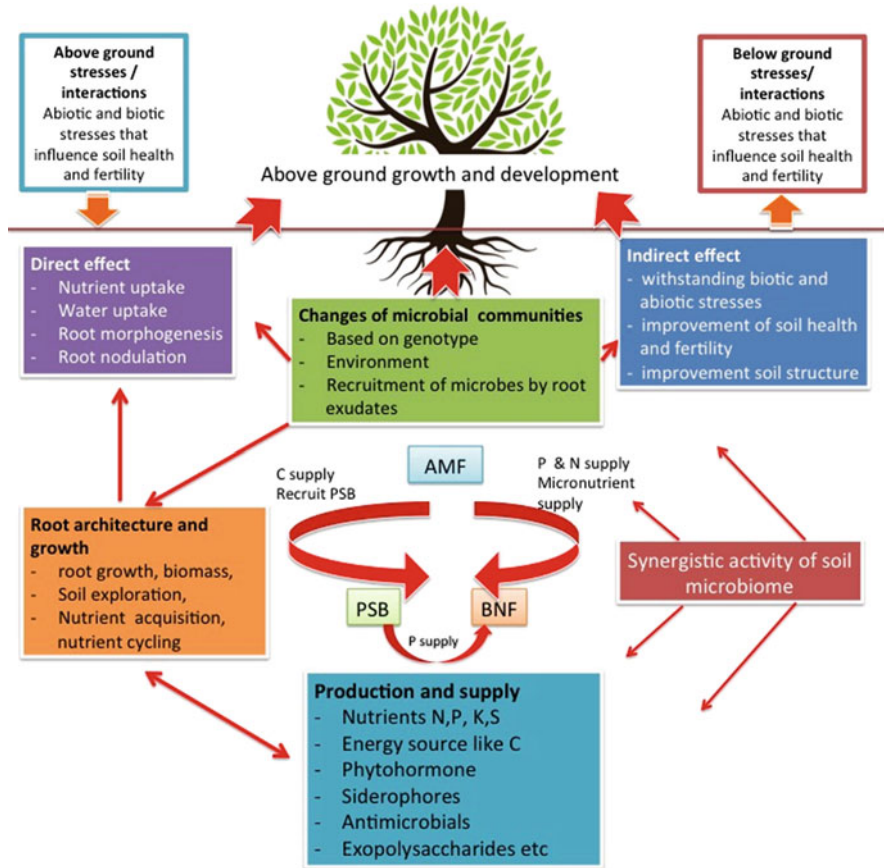 Above ground
stresses /
interactions
Abiotic and biotic
stresses that
influence soil health
and fertility
Below ground
stresses/
interactions
Abiotic and biotic
stresses that
influence soil health
and fertility
Above ground growth and development
Direct effect
- Nutrient uptake
- Water uptake
- Root morphogenesis
- Root nodulation
Changes of microbial communities
- Based on genotype
- Environment
- Recruitment of microbes by root
exudates
Indirect effect
- withstanding biotic and
abiotic stresses
- improvement of soil health
and fertility
- improvement soil structure
C supply
Recruit PSB
AMF
P & N supply
Micronutrient
supply
Root architecture and
growth
- root growth, biomass,
- Soil exploration,
- Nutrient acquisition,
nutrient cycling
PSB
BNF
P supply
Synergistic activity of soil
microbiome
Production and supply
- Nutrients N,P, K,S
- Energy source like C
- Phytohormone
- Siderophores
- Antimicrobials
- Exopolysaccharides etc